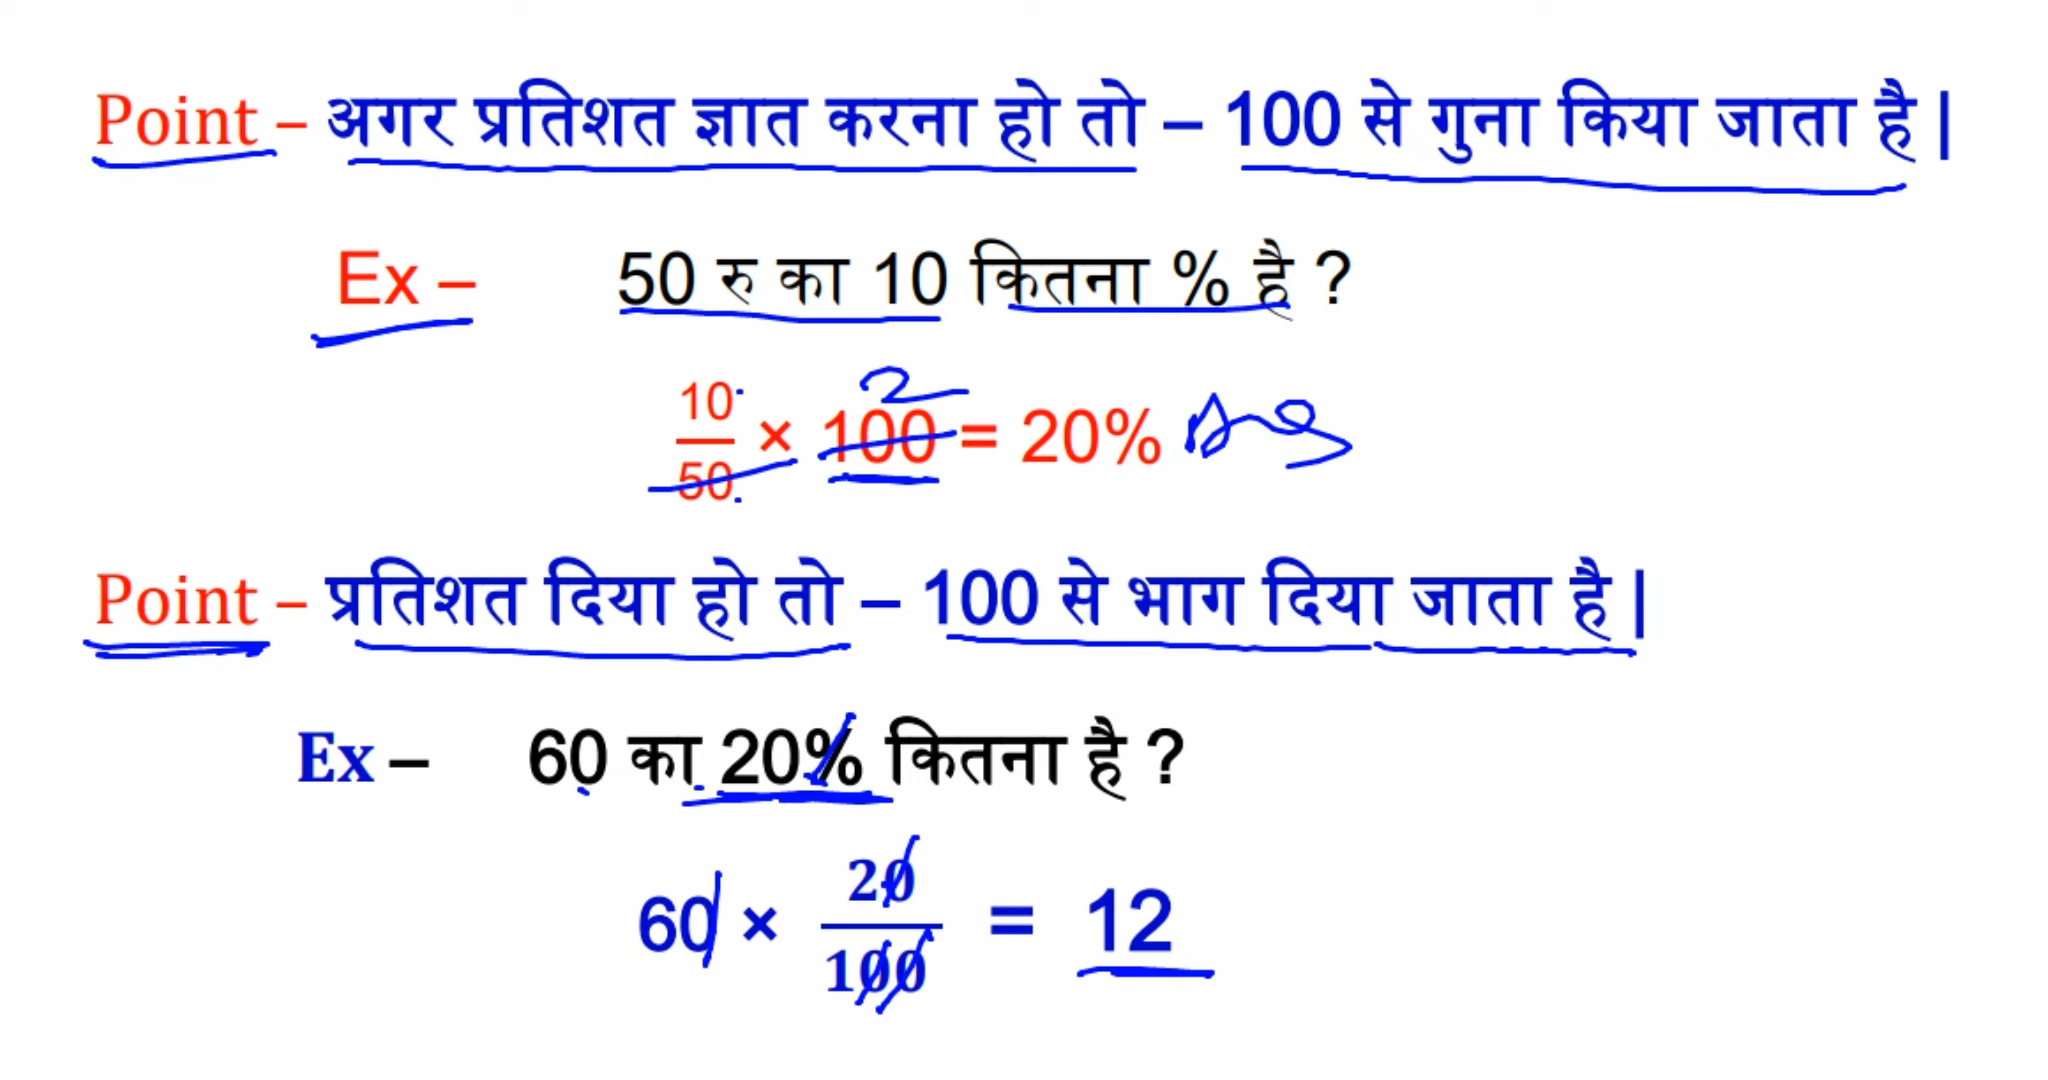 Point – अगर प्रतिशत ज्ञात करना हो तो – 100 से गुना किया जाता है |
Ex – 50 रु का 10 कितना % है ?
2
10/50 × 100 = 20% Ans
Point – प्रतिशत दिया हो तो – 100 से भाग दिया जाता है |
Ex – 60 का 20% कितना है ?
60 × 20/100 = 12